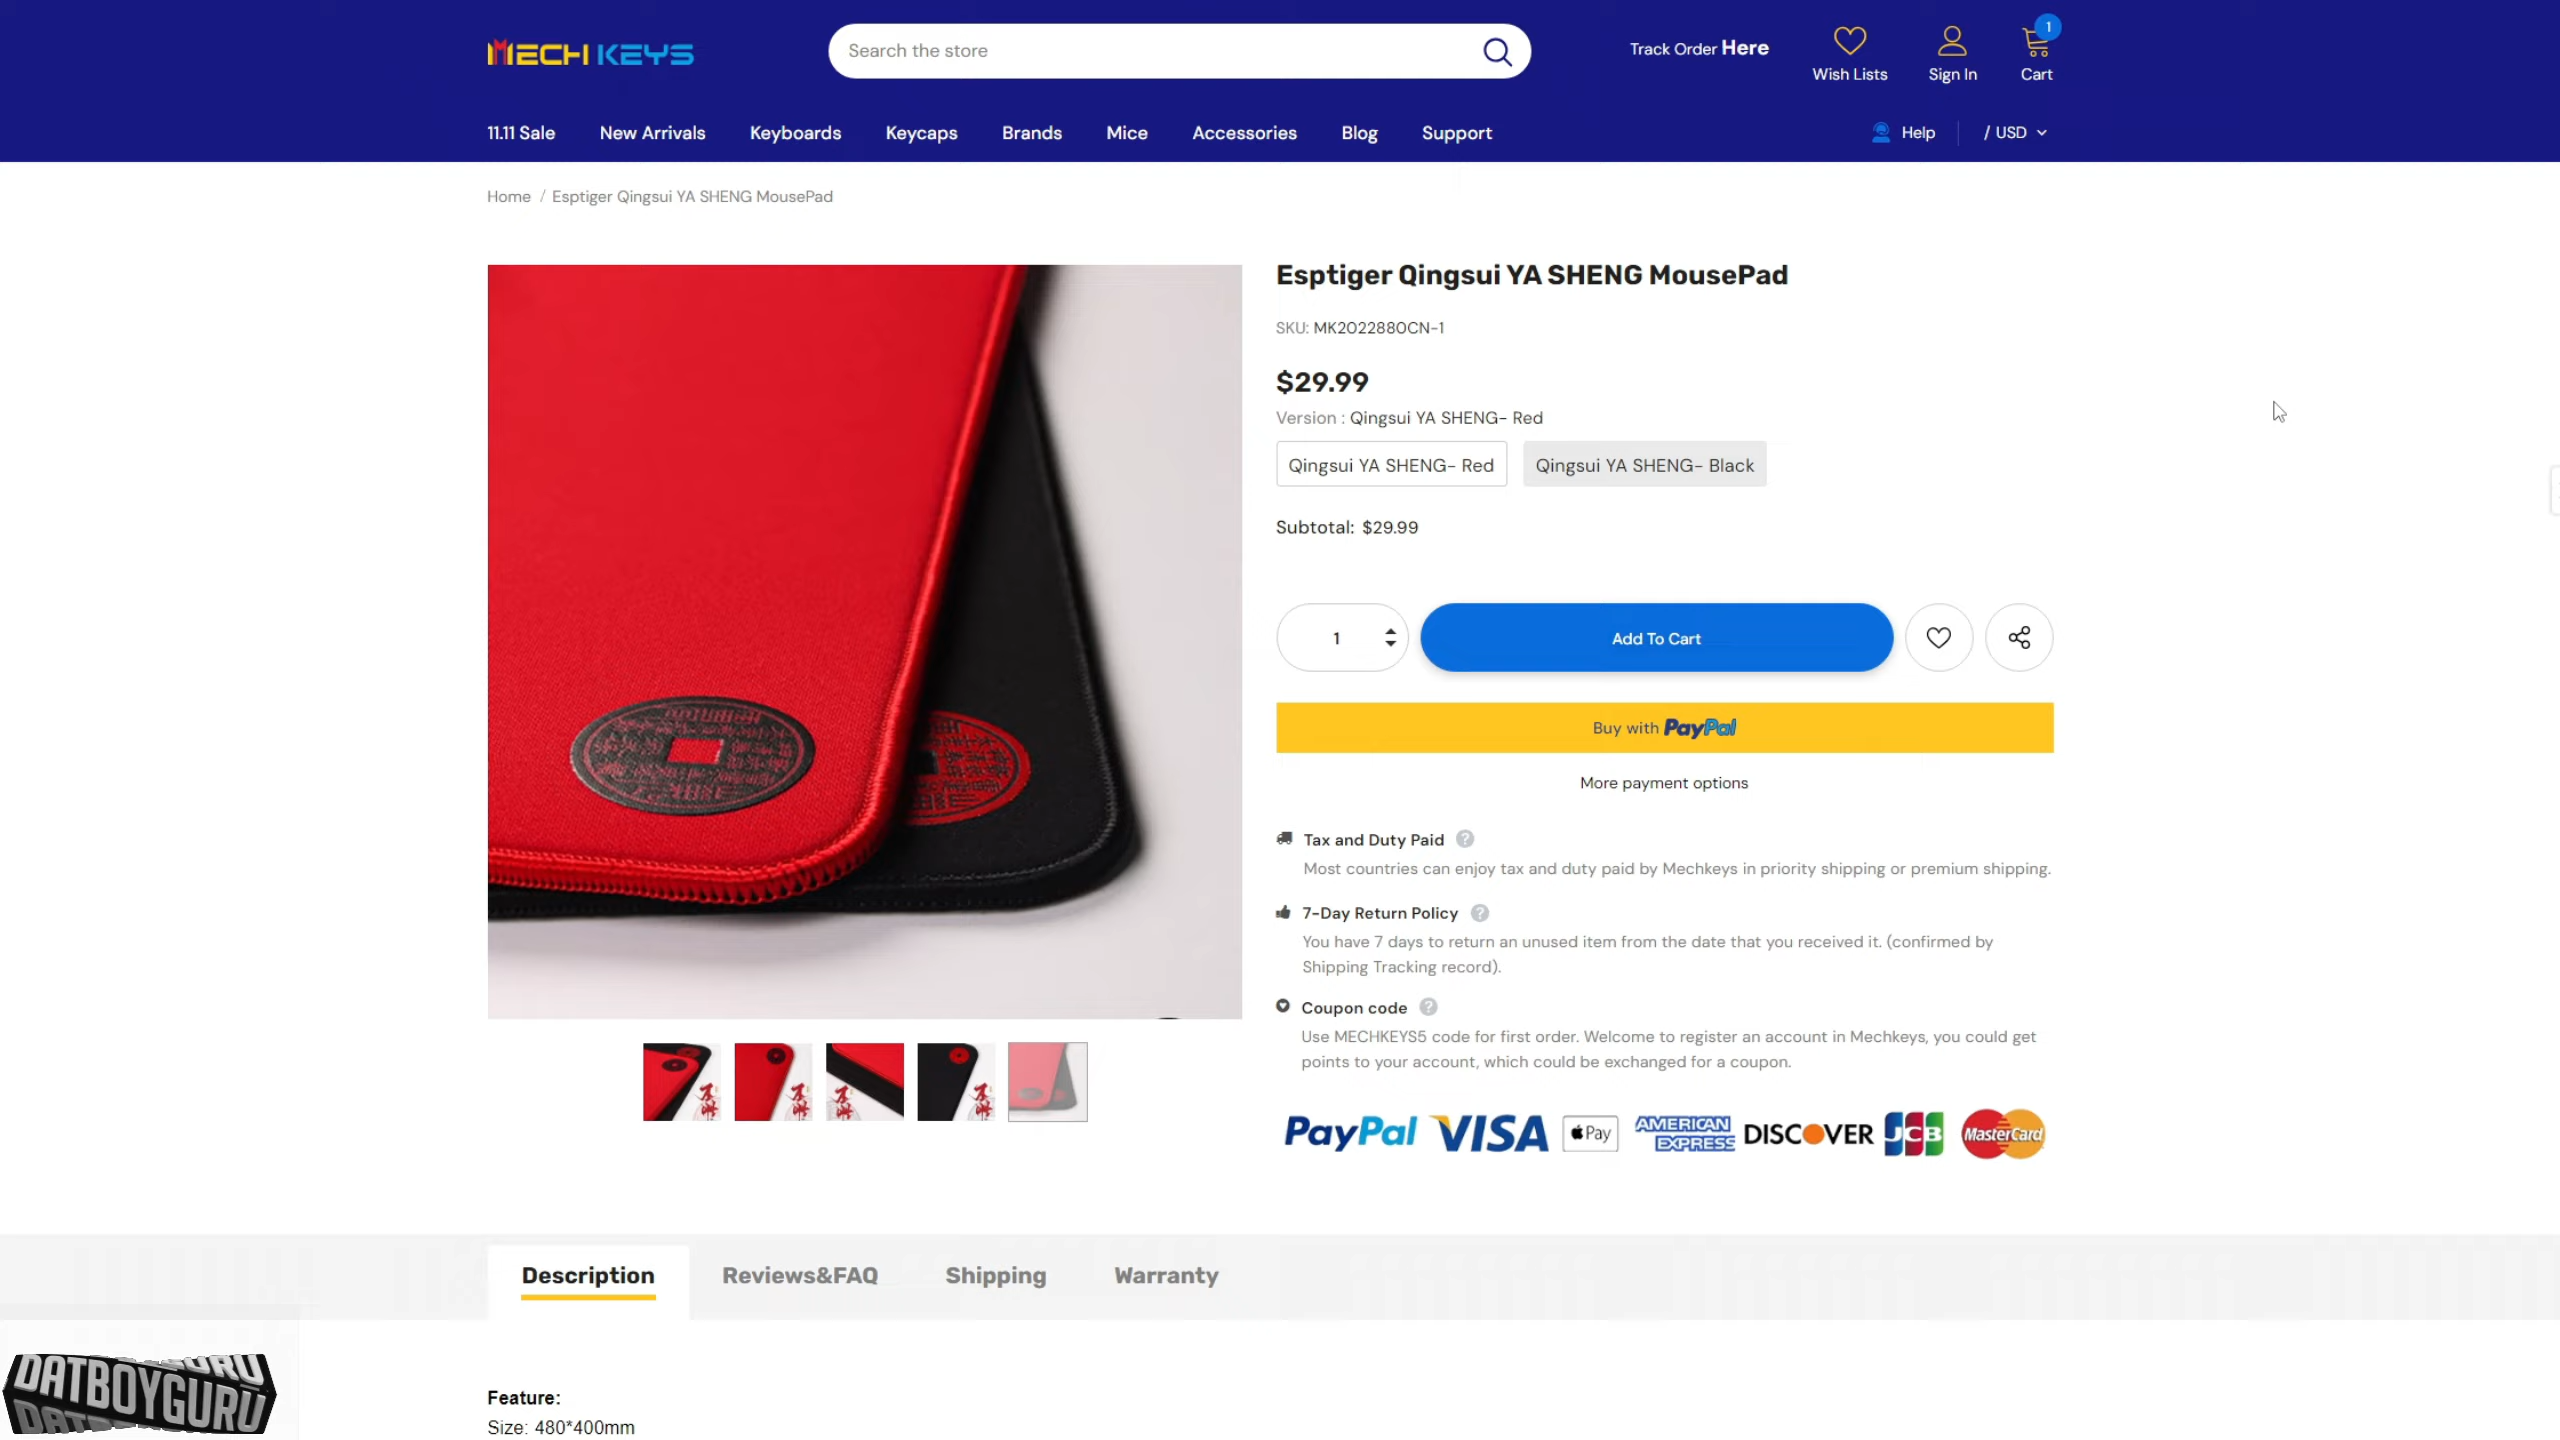 MECH KEYS
Search the store
Track Order Here
Wish Lists
Sign In
1
Cart
11.11 Sale
New Arrivals
Keyboards
Keycaps
Brands
Mice
Accessories
Blog
Support
Help
/ USD
Home / Esptiger Qingsui YA SHENG MousePad
Esptiger Qingsui YA SHENG MousePad
SKU: MK2022880CN-1
$29.99
Version : Qingsui YA SHENG- Red
Qingsui YA SHENG- Red
Qingsui YA SHENG- Black
Subtotal: $29.99
1
Add To Cart
Buy with PayPal
More payment options
Tax and Duty Paid ?
Most countries can enjoy tax and duty paid by Mechkeys in priority shipping or premium shipping.
7-Day Return Policy ?
You have 7 days to return an unused item from the date that you received it. (confirmed by
Shipping Tracking record).
Coupon code ?
Use MECHKEYS5 code for first order. Welcome to register an account in Mechkeys, you could get
points to your account, which could be exchanged for a coupon.
PayPal
VISA
Pay
AMERICAN
EXPRESS
DISCOVER
JCB
MasterCard
Description
Reviews&FAQ
Shipping
Warranty
DATBOYGURU
Feature:
Size: 480*400mm